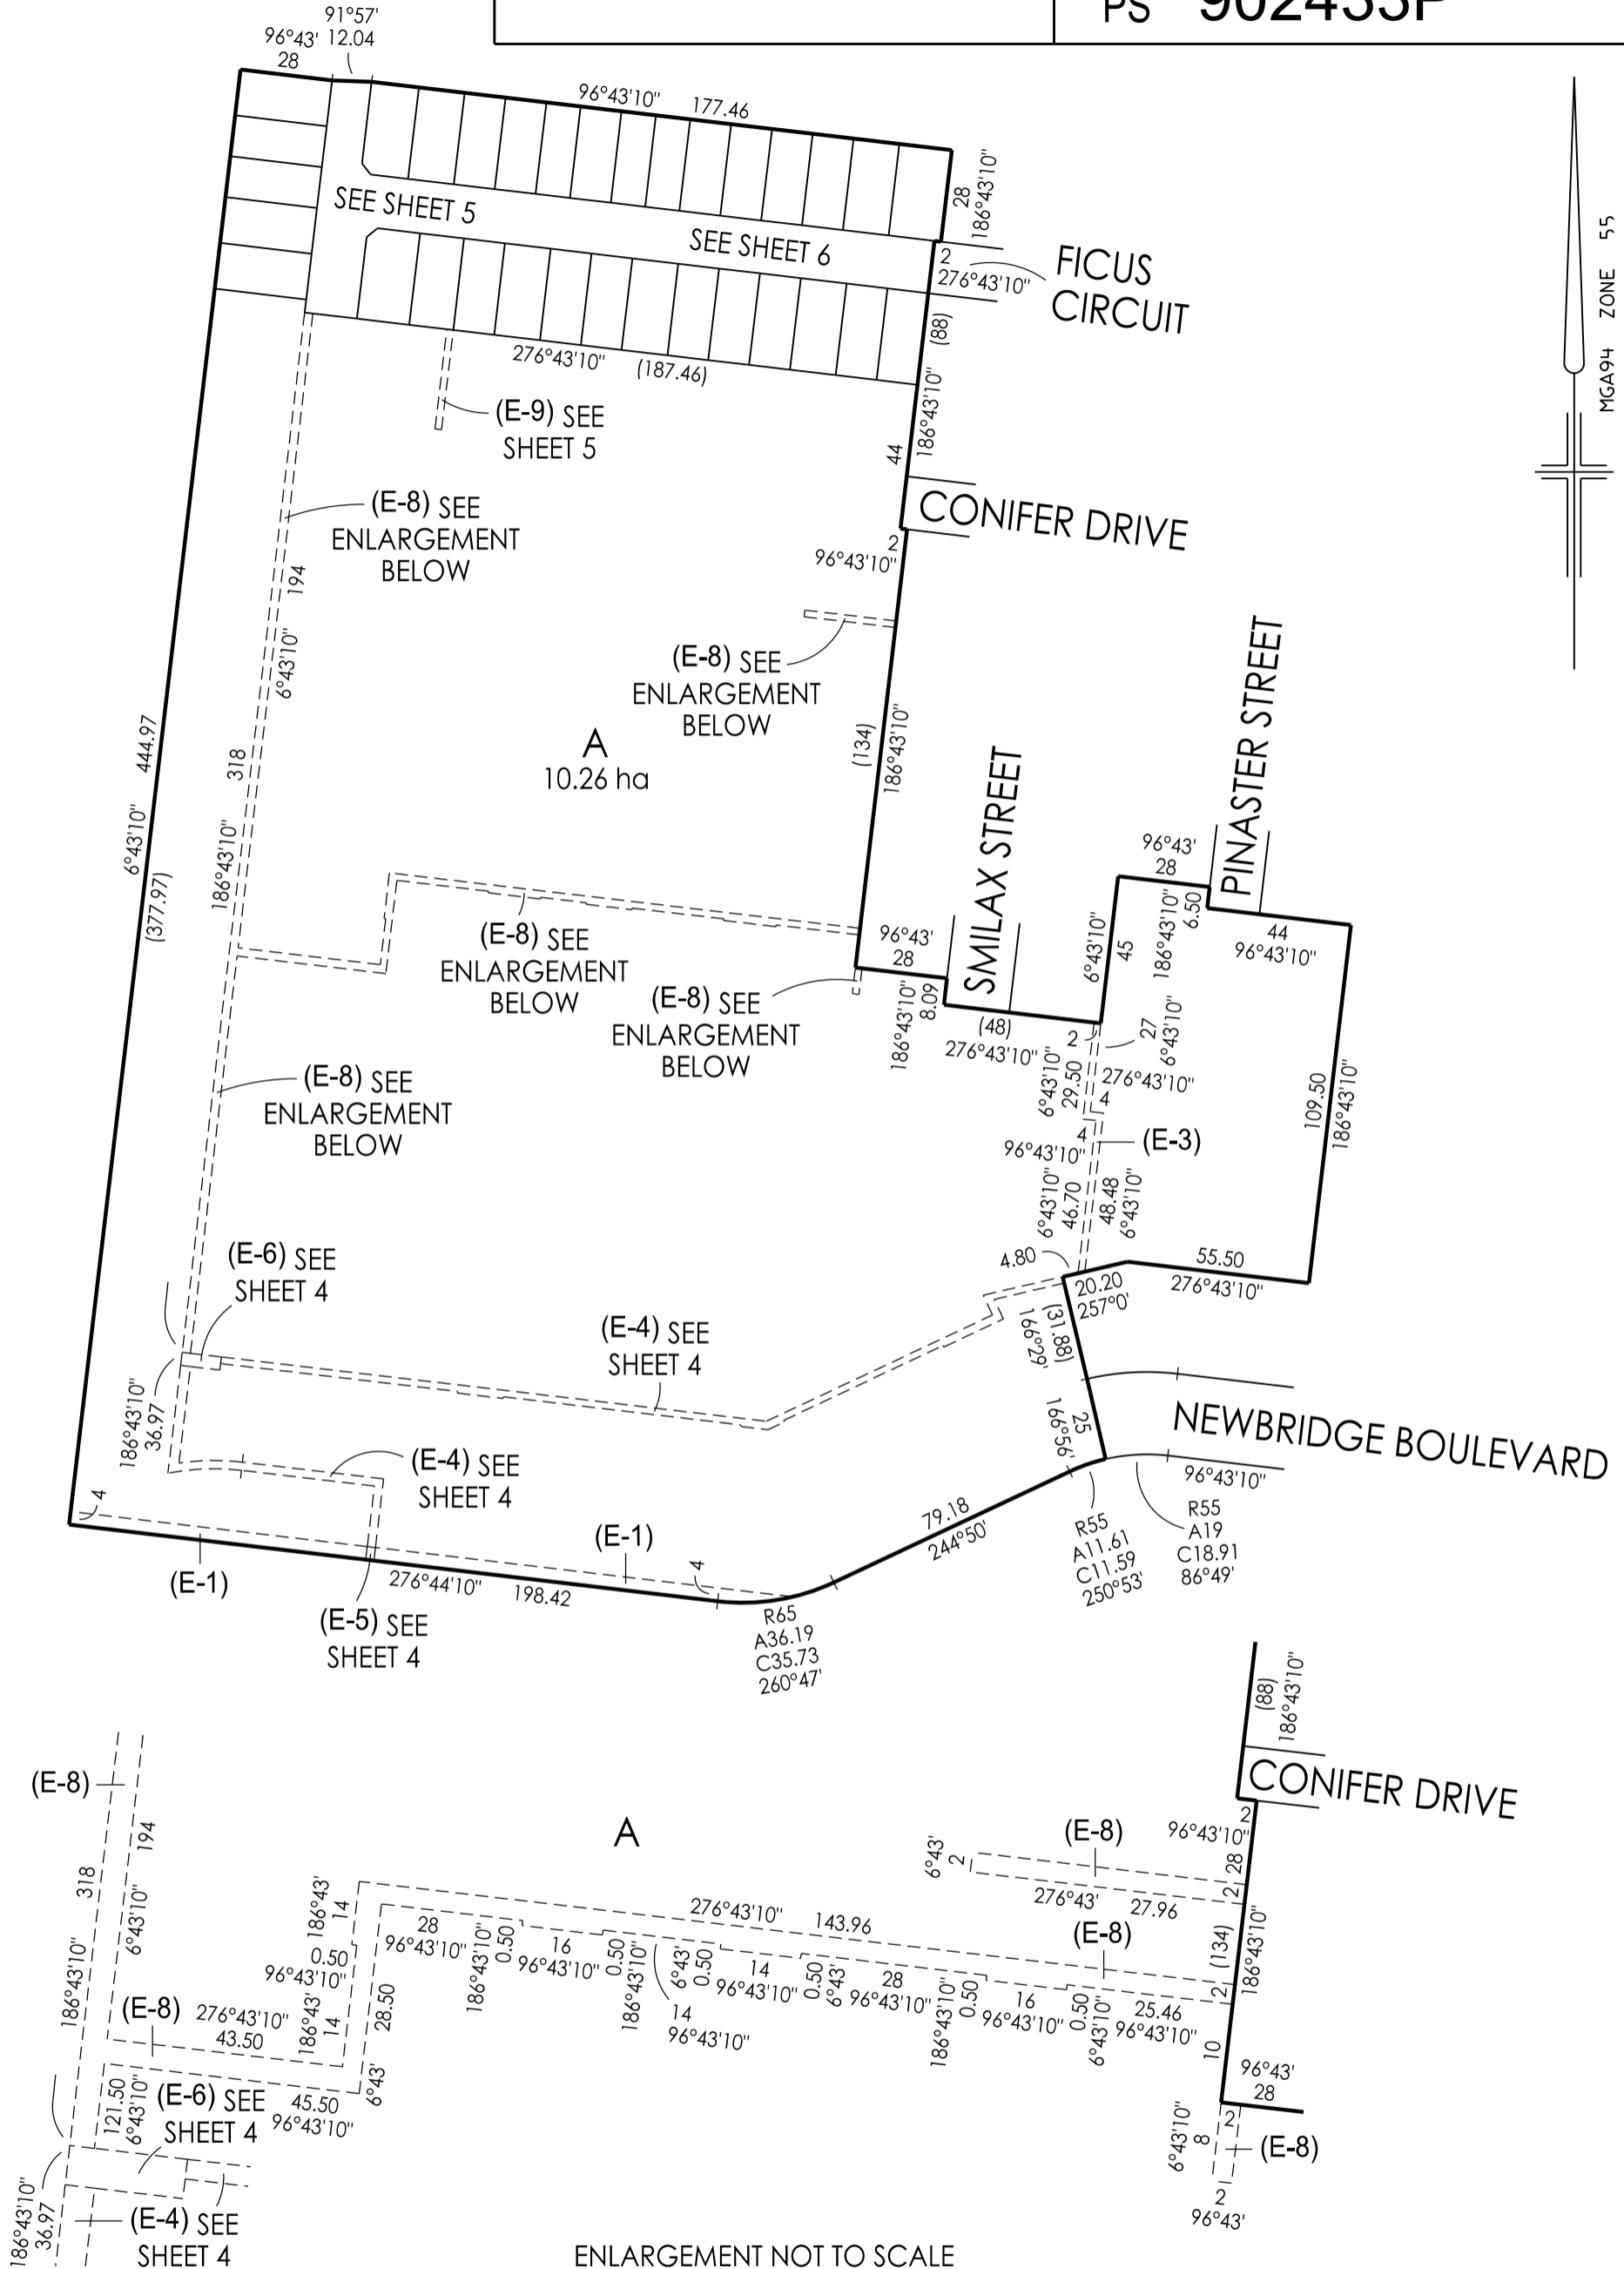 PS 902433P
91°57'
96°43' 12.04
28
96°43'10" 177.46
28
186°43'10"
SEE SHEET 5
SEE SHEET 6
2
276°43'10"
FICUS
CIRCUIT
MGA94 ZONE 55
276°43'10" (187.46)
(88)
186°43'10"
44
(E-9) SEE
SHEET 5
(E-8) SEE
ENLARGEMENT
BELOW
194
6°43'10"
CONIFER DRIVE
2
96°43'10"
(E-8) SEE
ENLARGEMENT
BELOW
A
10.26 ha
444.97
6°43'10"
(377.97)
318
186°43'10"
(134)
186°43'10"
SMILAX STREET
PINASTER STREET
96°43'
28
186°43'10"
6.50
44
96°43'10"
6°43'10"
45
(E-8) SEE
ENLARGEMENT
BELOW
96°43'
28
(E-8) SEE
ENLARGEMENT
BELOW
186°43'10"
8.09
(48)
276°43'10"
2
27
6°43'10"
6°43'10"
29.50
276°43'10"
4
109.50
186°43'10"
(E-8) SEE
ENLARGEMENT
BELOW
4
96°43'10"
(E-3)
6°43'10"
46.70
48.48
6°43'10"
(E-6) SEE
SHEET 4
4.80
55.50
276°43'10"
20.20
257°0'
(31.88)
166°29'
(E-4) SEE
SHEET 4
186°43'10"
36.97
25
166°56'
NEWBRIDGE BOULEVARD
96°43'10"
(E-4) SEE
SHEET 4
4
R55
A19
C18.91
86°49'
79.18
244°50'
R55
A11.61
C11.59
250°53'
(E-1)
(E-1)
4
276°44'10" 198.42
(E-5) SEE
SHEET 4
R65
A36.19
C35.73
260°47'
(88)
186°43'10"
CONIFER DRIVE
(E-8)
194
A
(E-8)
2
96°43'10"
28
6°43'
2
276°43' 27.96
2
318
6°43'10"
186°43'
14
276°43'10" 143.96
(E-8)
(134)
186°43'10"
28
96°43'10"
186°43'10"
0.50
16
96°43'10"
0.50
186°43'10"
6°43'
0.50
14
96°43'10"
0.50
6°43'
28
96°43'10"
186°43'10"
0.50
16
96°43'10"
0.50
6°43'10"
25.46
96°43'10"
2
14
96°43'10"
0.50
96°43'10"
186°43'10"
(E-8)
276°43'10"
43.50
186°43'
14
28.50
6°43'
10
96°43'
28
121.50
6°43'10"
(E-6) SEE
SHEET 4
45.50
96°43'10"
2
6°43'10"
8
(E-8)
2
96°43'
186°43'10"
36.97
(E-4) SEE
SHEET 4
ENLARGEMENT NOT TO SCALE